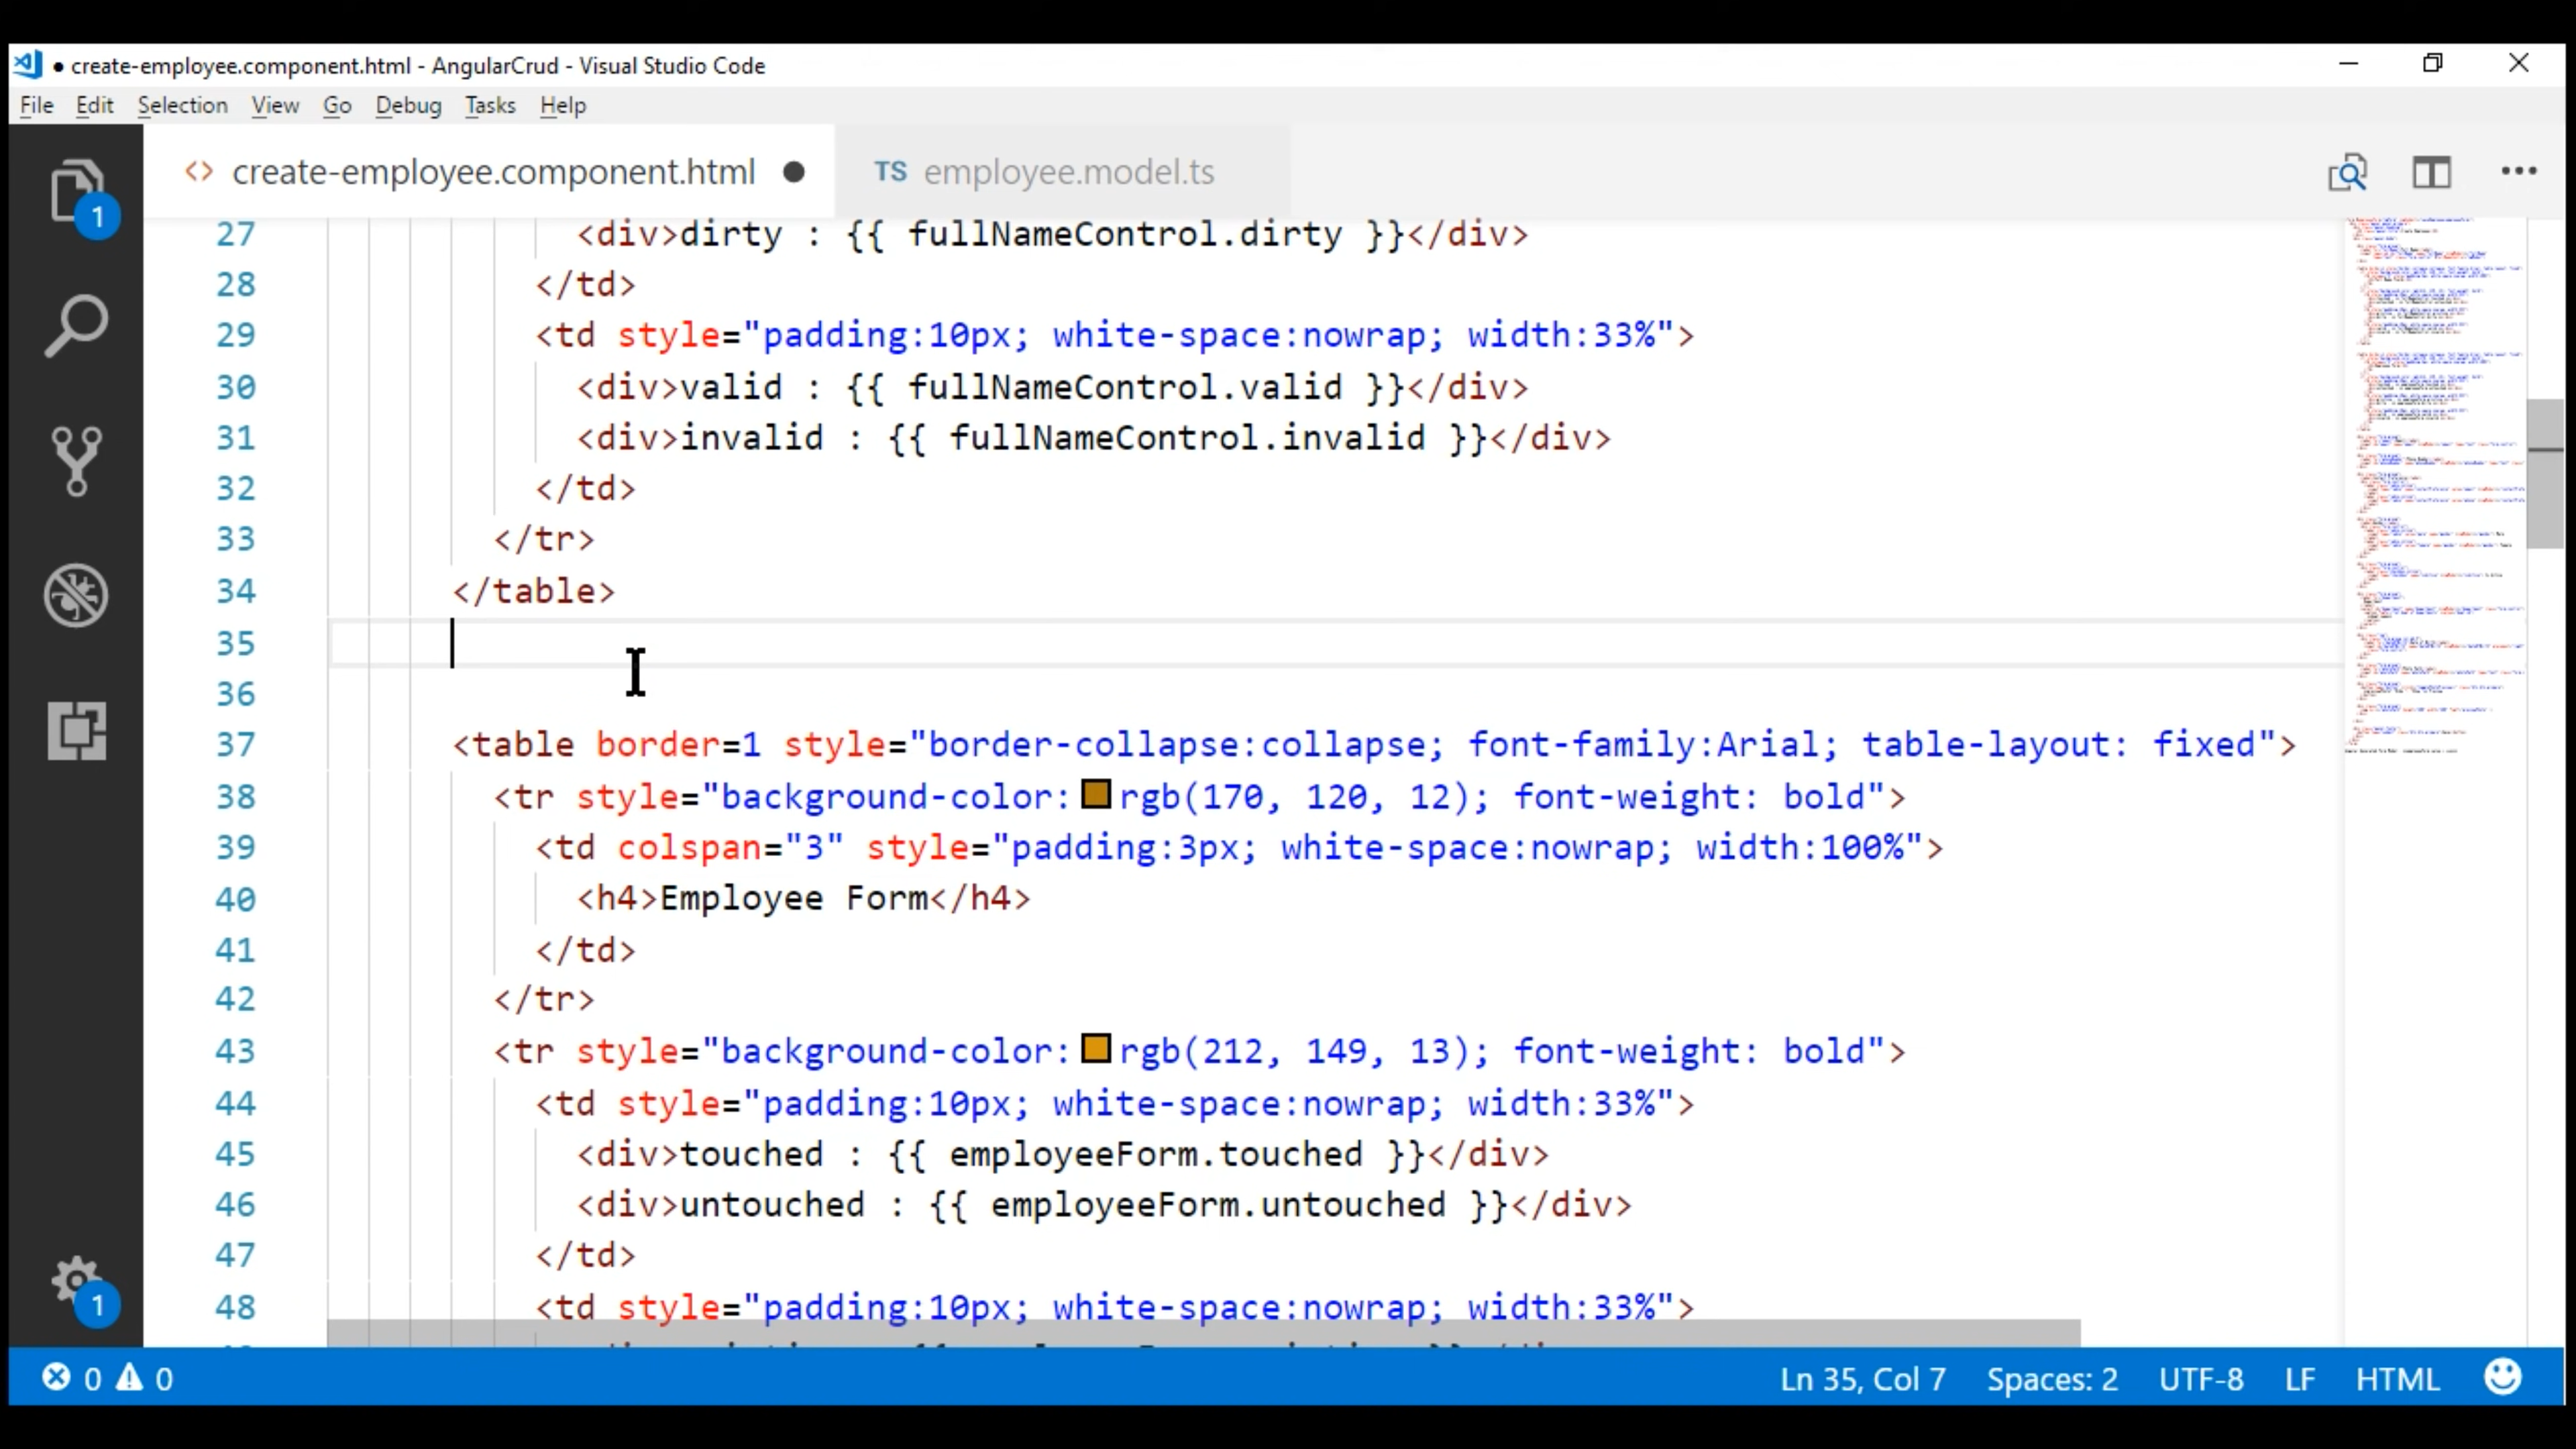 create-employee.component.html - AngularCrud - Visual Studio Code
File Edit Selection View Go Debug Tasks Help
<> create-employee.component.html TS employee.model.ts
27 <div>dirty : {{ fullNameControl.dirty }}</div>
28 </td>
29 <td style="padding:10px; white-space:nowrap; width:33%">
30 <div>valid : {{ fullNameControl.valid }}</div>
31 <div>invalid : {{ fullNameControl.invalid }}</div>
32 </td>
33 </tr>
34 </table>
35
36
37 <table border=1 style="border-collapse:collapse; font-family:Arial; table-layout: fixed">
38 <tr style="background-color: rgb(170, 120, 12); font-weight: bold">
39 <td colspan="3" style="padding:3px; white-space:nowrap; width:100%">
40 <h4>Employee Form</h4>
41 </td>
42 </tr>
43 <tr style="background-color: rgb(212, 149, 13); font-weight: bold">
44 <td style="padding:10px; white-space:nowrap; width:33%">
45 <div>touched : {{ employeeForm.touched }}</div>
46 <div>untouched : {{ employeeForm.untouched }}</div>
47 </td>
48 <td style="padding:10px; white-space:nowrap; width:33%">
1
1
0 0 Ln 35, Col 7 Spaces: 2 UTF-8 LF HTML